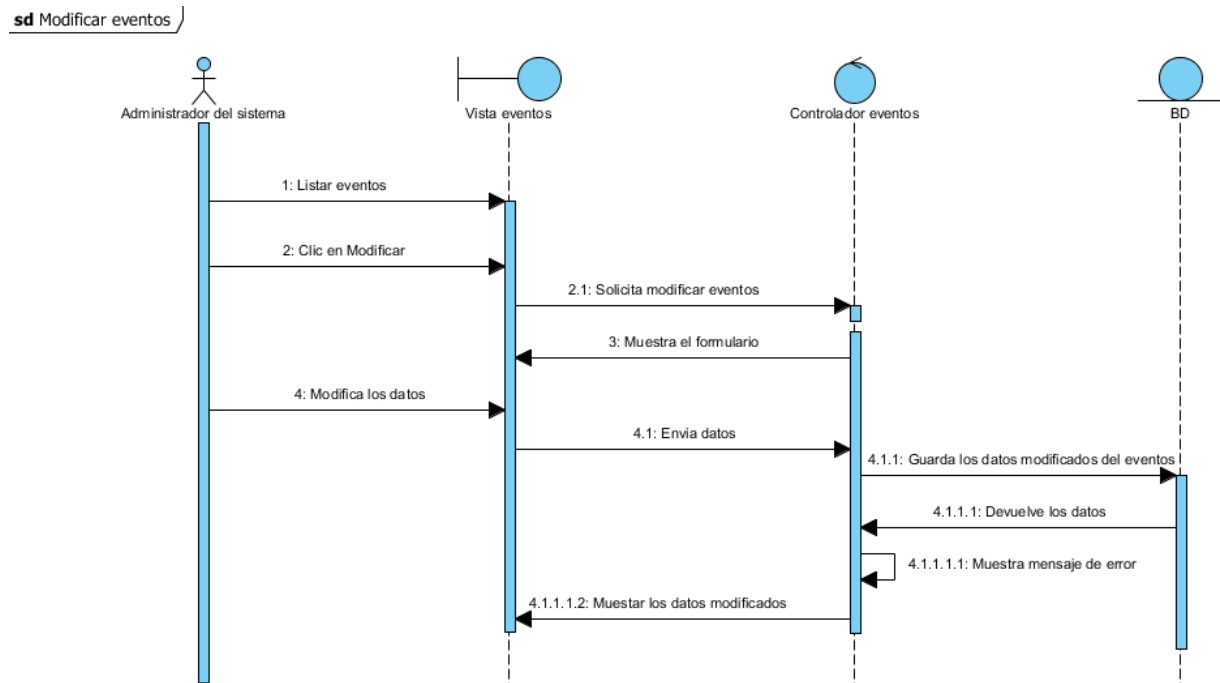 sd Modificar eventos
Administrador del sistema
Vista eventos
Controlador eventos
BD
1: Listar eventos
2: Clic en Modificar
2.1: Solicita modificar eventos
3: Muestra el formulario
4: Modifica los datos
4.1: Envia datos
4.1.1: Guarda los datos modificados del eventos
4.1.1.1: Devuelve los datos
4.1.1.1.1: Muestra mensaje de error
4.1.1.1.2: Muestar los datos modificados